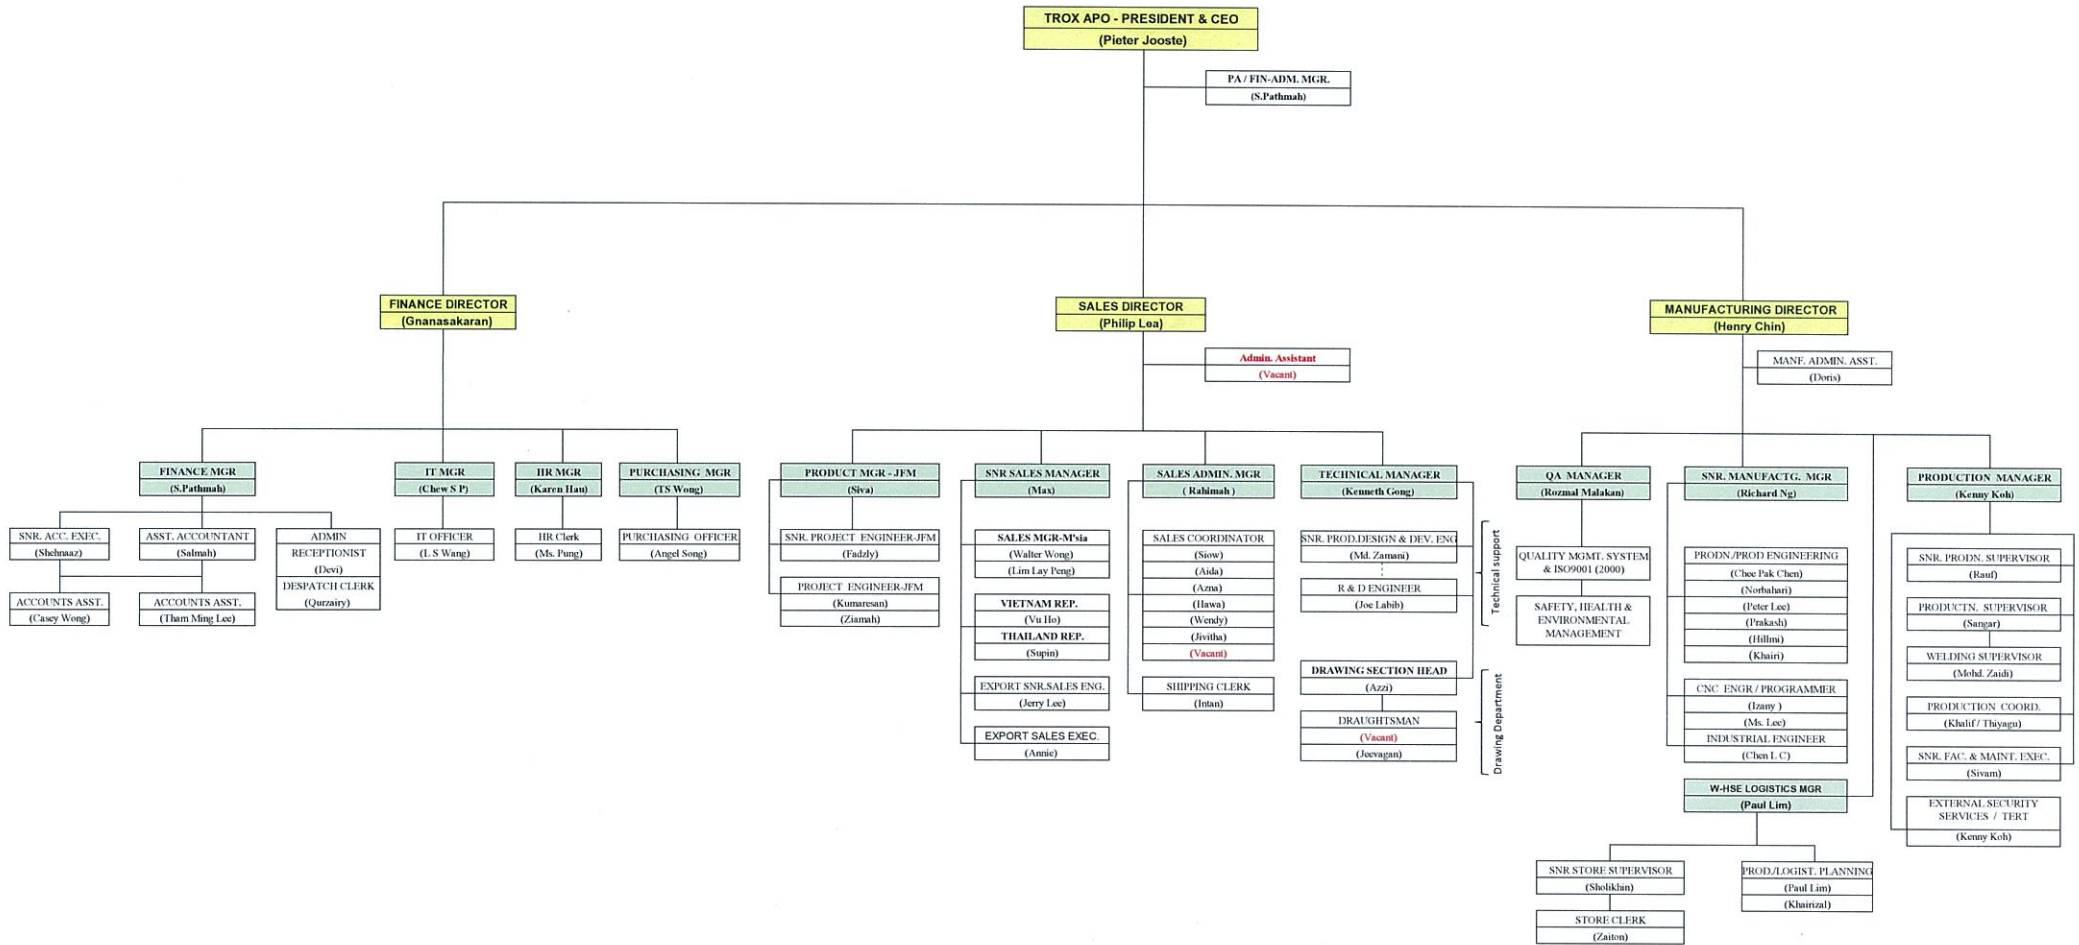 TROX APO - PRESIDENT & CEO
(Pieter Jooste)
PA / FIN-ADM. MGR.
(S.Pathmah)
FINANCE DIRECTOR
(Gnanasakaran)
SALES DIRECTOR
(Philip Lea)
MANUFACTURING DIRECTOR
(Henry Chin)
Admin. Assistant
(Vacant)
MANF. ADMIN. ASST.
(Doris)
FINANCE MGR
(S.Pathmah)
IT MGR
(Chew S P)
HR MGR
(Karen Hau)
PURCHASING MGR
(TS Wong)
PRODUCT MGR - JFM
(Siva)
SNR SALES MANAGER
(Max)
SALES ADMIN. MGR
( Rahimah )
TECHNICAL MANAGER
(Kenneth Gong)
QA MANAGER
(Rozmal Malakan)
SNR. MANUFACTG. MGR
(Richard Ng)
PRODUCTION MANAGER
(Kenny Koh)
SNR. ACC. EXEC.
(Shehnaaz)
ASST. ACCOUNTANT
(Salmah)
ADMIN
RECEPTIONIST
(Devi)
DESPATCH CLERK
(Qurzairy)
ACCOUNTS ASST.
(Casey Wong)
ACCOUNTS ASST.
(Tham Ming Lee)
IT OFFICER
(L S Wang)
HR Clerk
(Ms. Pung)
PURCHASING OFFICER
(Angel Song)
SNR. PROJECT ENGINEER-JFM
(Fadzly)
PROJECT ENGINEER-JFM
(Kumaresan)
(Ziamah)
SALES MGR-M'sia
(Walter Wong)
(Lim Lay Peng)
VIETNAM REP.
(Vu Ho)
THAILAND REP.
(Supin)
EXPORT SNR.SALES ENG.
(Jerry Lee)
EXPORT SALES EXEC.
(Annie)
SALES COORDINATOR
(Siow)
(Aida)
(Azna)
(Hawa)
(Wendy)
(Jivitha)
(Vacant)
SHIPPING CLERK
(Intan)
SNR. PROD.DESIGN & DEV. ENG
(Md. Zamani)
R & D ENGINEER
(Joe Labib)
Technical support
DRAWING SECTION HEAD
(Azzi)
DRAUGHTSMAN
(Vacant)
(Jeevagan)
Drawing Department
QUALITY MGMT. SYSTEM
& ISO9001 (2000)
SAFETY, HEALTH &
ENVIRONMENTAL
MANAGEMENT
PRODN./PROD ENGINEERING
(Chee Pak Chen)
(Norbahari)
(Peter Lee)
(Prakash)
(Hillmi)
(Khairi)
CNC ENGR / PROGRAMMER
(Izany )
(Ms. Lee)
INDUSTRIAL ENGINEER
(Chen L C)
W-HSE LOGISTICS MGR
(Paul Lim)
SNR STORE SUPERVISOR
(Sholikhin)
STORE CLERK
(Zaiton)
PROD./LOGIST. PLANNING
(Paul Lim)
(Khairizal)
SNR. PRODN. SUPERVISOR
(Rauf)
PRODUCTN. SUPERVISOR
(Sangar)
WELDING SUPERVISOR
(Mohd. Zaidi)
PRODUCTION COORD.
(Khalif / Thiyagu)
SNR. FAC. & MAINT. EXEC.
(Sivam)
EXTERNAL SECURITY
SERVICES / TERT
(Kenny Koh)